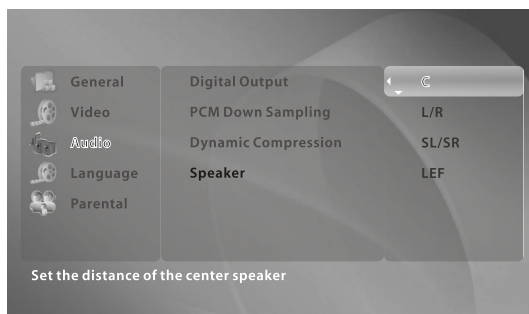 General
Video
Audio
Language
Parental
Digital Output
PCM Down Sampling
Dynamic Compression
Speaker
C
L/R
SL/SR
LEF
Set the distance of the center speaker